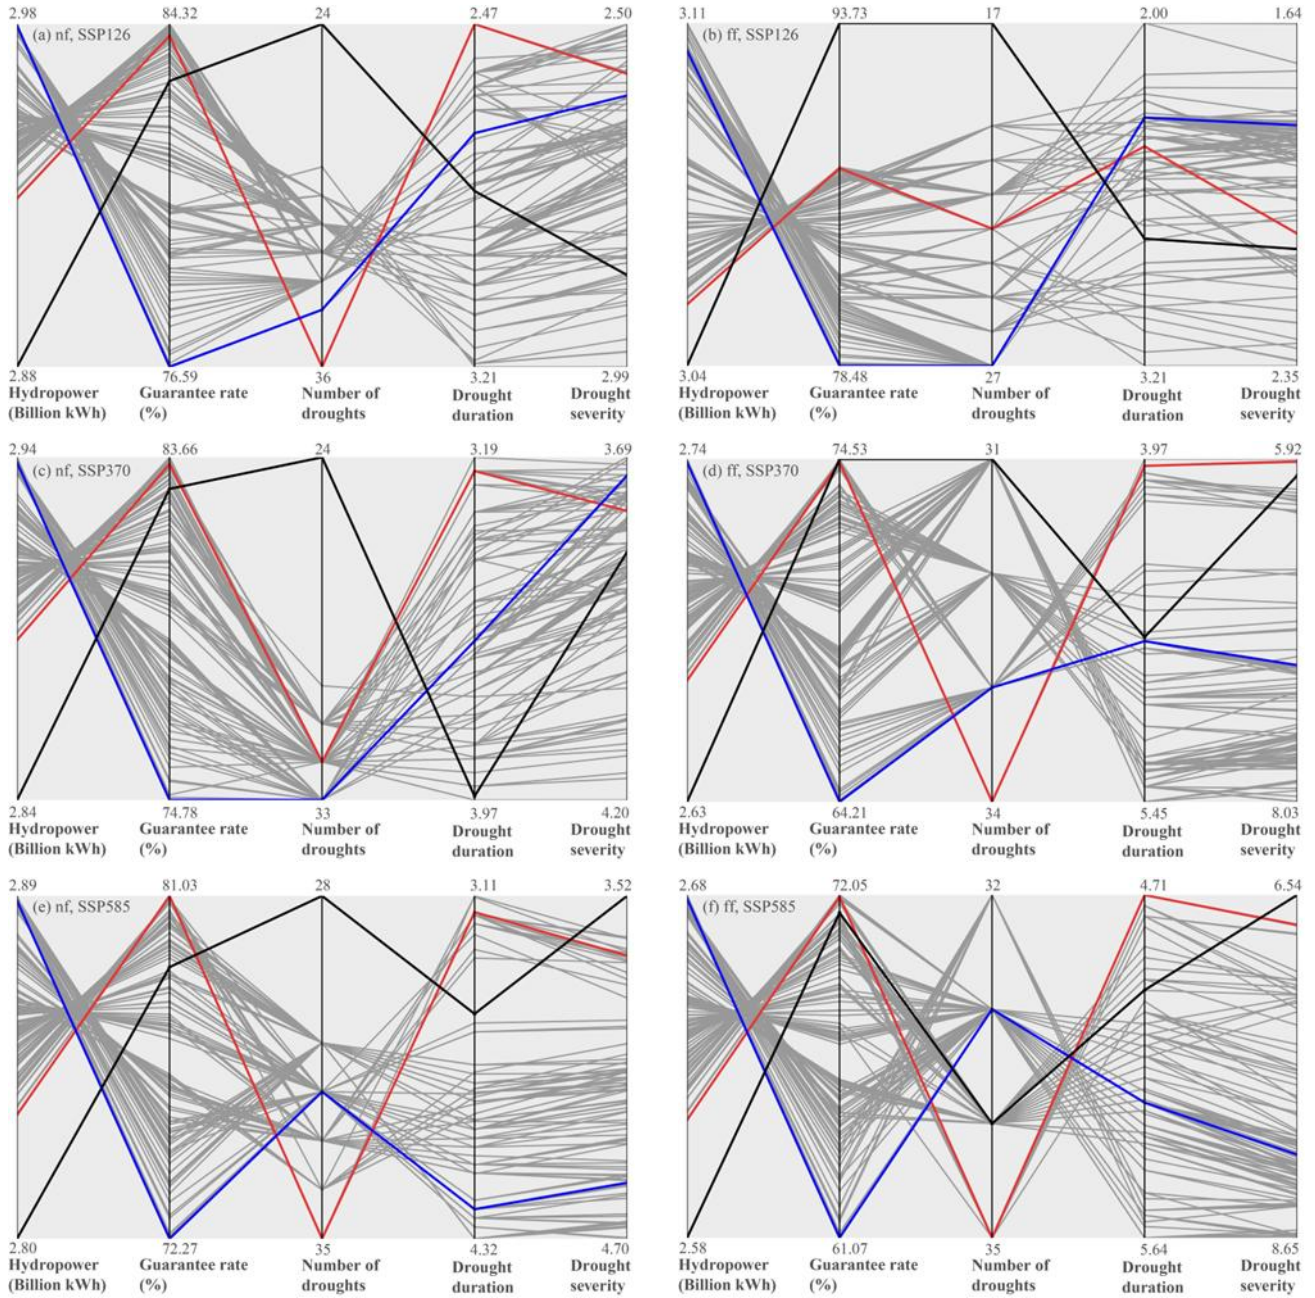 2.98 84.32 24 2.47 2.50
(a) nf, SSP126
2.88 76.59 36 3.21 2.99
Hydropower Guarantee rate Number of Drought Drought
(Billion kWh) (%) droughts duration severity
3.11 93.73 17 2.00 1.64
(b) ff, SSP126
3.04 78.48 27 3.21 2.35
Hydropower Guarantee rate Number of Drought Drought
(Billion kWh) (%) droughts duration severity
2.94 83.66 24 3.19 3.69
(c) nf, SSP370
2.84 74.78 33 3.97 4.20
Hydropower Guarantee rate Number of Drought Drought
(Billion kWh) (%) droughts duration severity
2.74 74.53 31 3.97 5.92
(d) ff, SSP370
2.63 64.21 34 5.45 8.03
Hydropower Guarantee rate Number of Drought Drought
(Billion kWh) (%) droughts duration severity
2.89 81.03 28 3.11 3.52
(e) nf, SSP585
2.80 72.27 35 4.32 4.70
Hydropower Guarantee rate Number of Drought Drought
(Billion kWh) (%) droughts duration severity
2.68 72.05 32 4.71 6.54
(f) ff, SSP585
2.58 61.07 35 5.64 8.65
Hydropower Guarantee rate Number of Drought Drought
(Billion kWh) (%) droughts duration severity